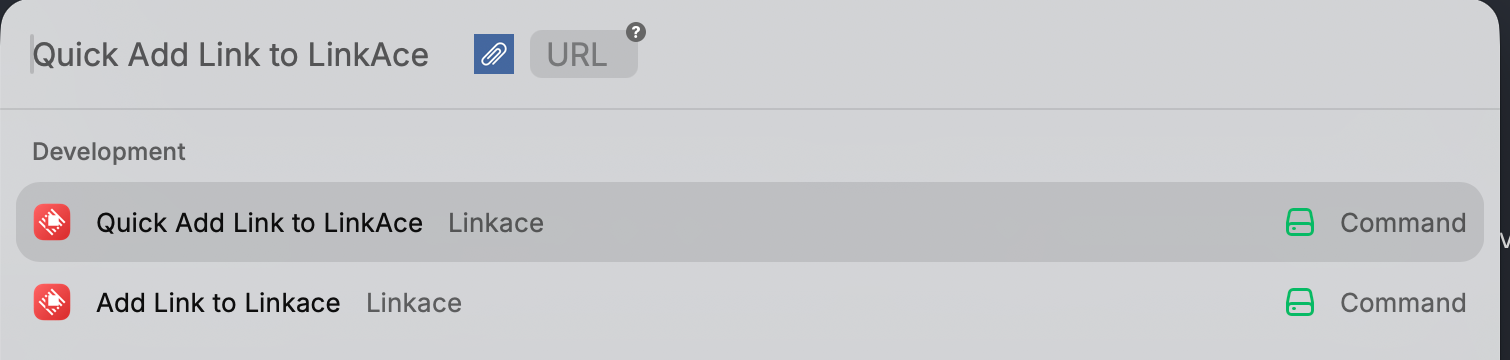 Quick Add Link to LinkAce URL ?
Development
Quick Add Link to LinkAce Linkace Command
Add Link to Linkace Linkace Command